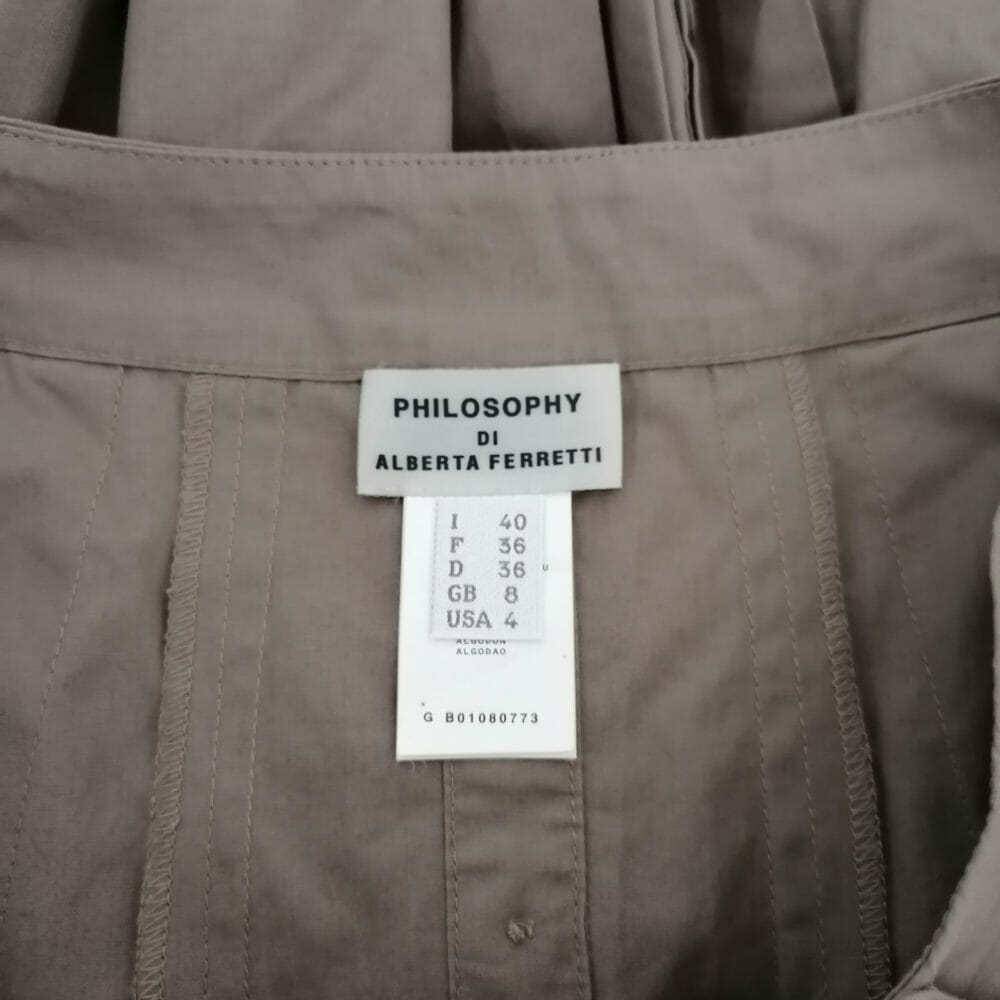 PHILOSOPHY
DI
ALBERTA FERRETTI
I 40
F 36
D 36
U
GB 8
USA 4
ALGODON
ALGODAO
G B01080773